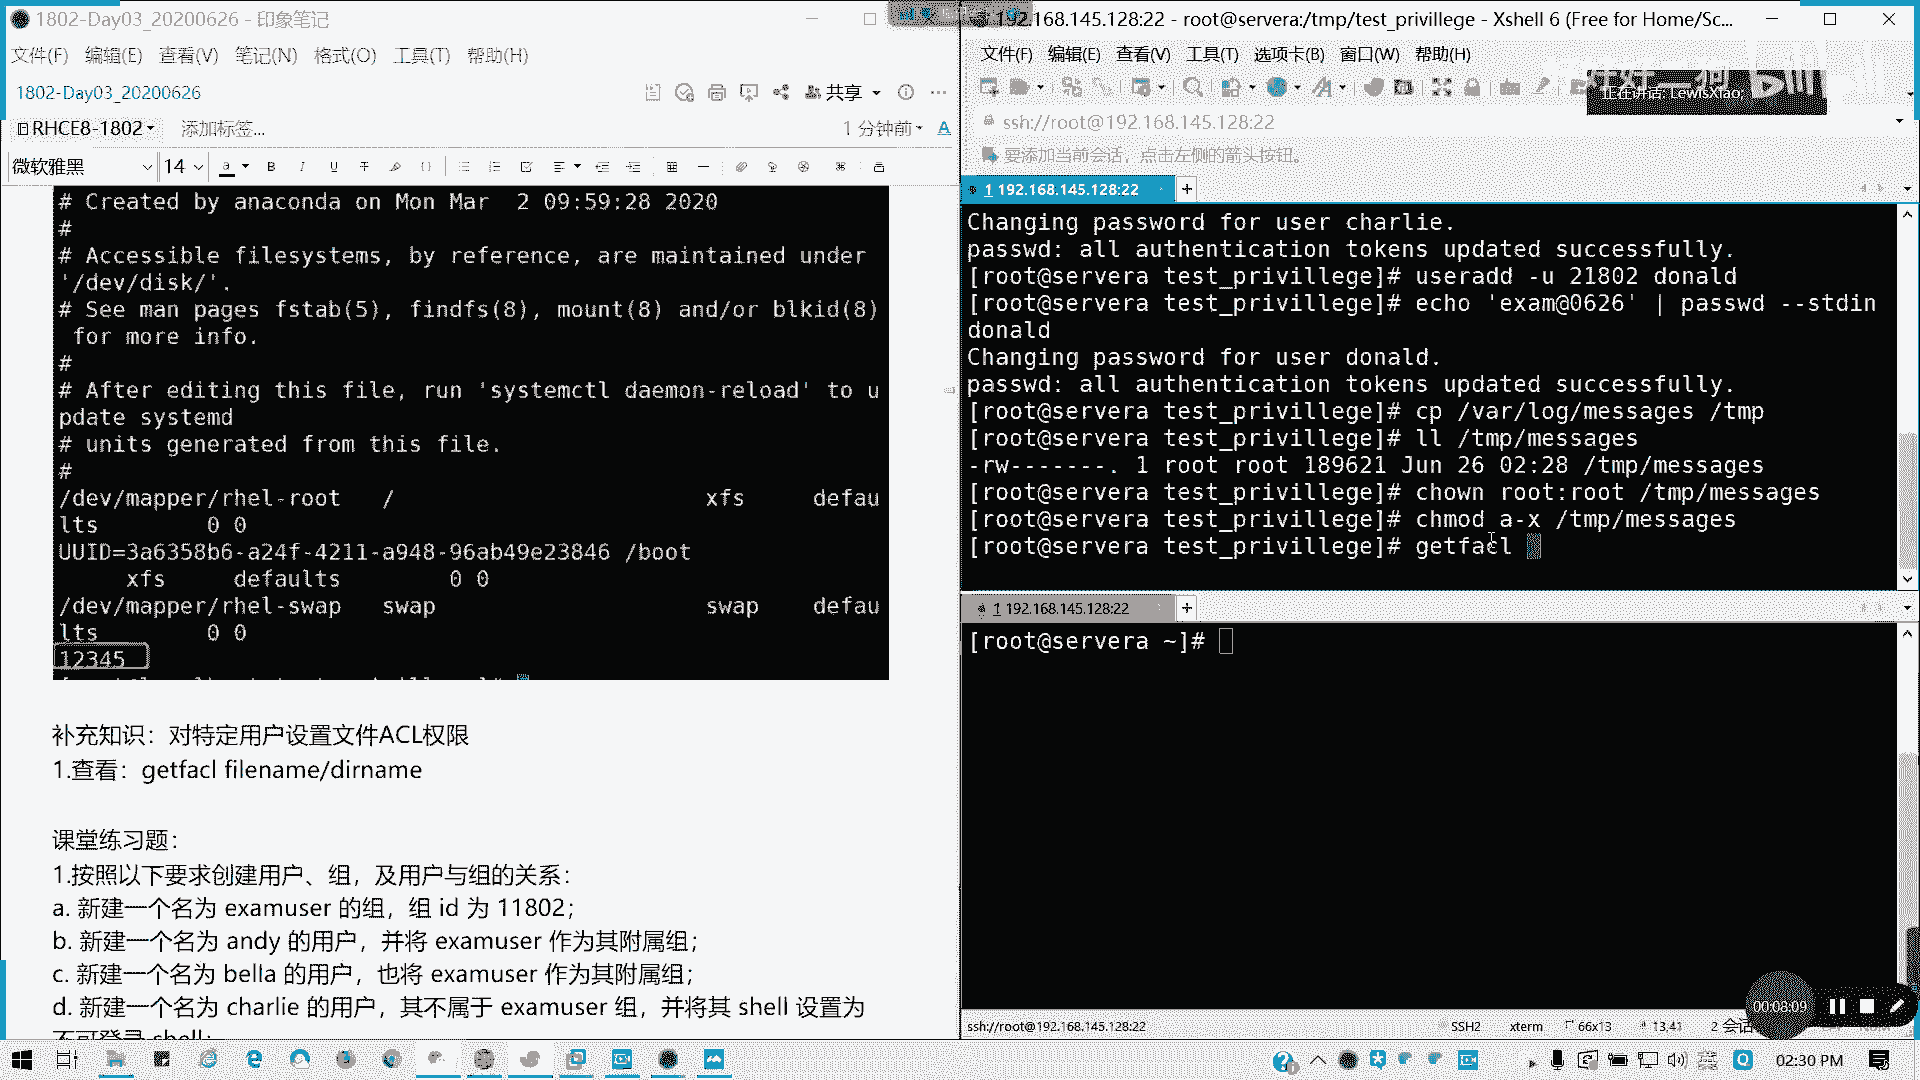 1802-Day03_20200626 - 印象笔记
文件(F) 编辑(E) 查看(V) 笔记(N) 格式(O) 工具(T) 帮助(H)
1802-Day03_20200626
共享
RHCE8-1802
添加标签...
1 分钟前
微软雅黑
14
# Created by anaconda on Mon Mar  2 09:59:28 2020
#
# Accessible filesystems, by reference, are maintained under
'/dev/disk/'.
# See man pages fstab(5), findfs(8), mount(8) and/or blkid(8)
 for more info.
#
# After editing this file, run 'systemctl daemon-reload' to u
pdate systemd
# units generated from this file.
#
/dev/mapper/rhel-root   /                       xfs     defau
lts        0 0
UUID=3a6358b6-a24f-4211-a948-96ab49e23846 /boot
     xfs     defaults        0 0
/dev/mapper/rhel-swap   swap                    swap    defau
lts        0 0
12345
补充知识：对特定用户设置文件ACL权限
1.查看：getfacl filename/dirname
课堂练习题：
1.按照以下要求创建用户、组，及用户与组的关系：
a. 新建一个名为 examuser 的组，组 id 为 11802；
b. 新建一个名为 andy 的用户，并将 examuser 作为其附属组；
c. 新建一个名为 bella 的用户，也将 examuser 作为其附属组；
d. 新建一个名为 charlie 的用户，其不属于 examuser 组，并将其 shell 设置为
不可登录 shell；
192.168.145.128:22 - root@servera:/tmp/test_privillege - Xshell 6 (Free for Home/Sc...
文件(F) 编辑(E) 查看(V) 工具(T) 选项卡(B) 窗口(W) 帮助(H)
正在讲话: LewisXiao;
ssh://root@192.168.145.128:22
要添加当前会话，点击左侧的箭头按钮。
1 192.168.145.128:22
Changing password for user charlie.
passwd: all authentication tokens updated successfully.
[root@servera test_privillege]# useradd -u 21802 donald
[root@servera test_privillege]# echo 'exam@0626' | passwd --stdin
donald
Changing password for user donald.
passwd: all authentication tokens updated successfully.
[root@servera test_privillege]# cp /var/log/messages /tmp
[root@servera test_privillege]# ll /tmp/messages
-rw-------. 1 root root 189621 Jun 26 02:28 /tmp/messages
[root@servera test_privillege]# chown root:root /tmp/messages
[root@servera test_privillege]# chmod a-x /tmp/messages
[root@servera test_privillege]# getfacl
1 192.168.145.128:22
[root@servera ~]#
00:08:09
ssh://root@192.168.145.128:22
SSH2
xterm
66x13
13,41
2 会话
02:30 PM